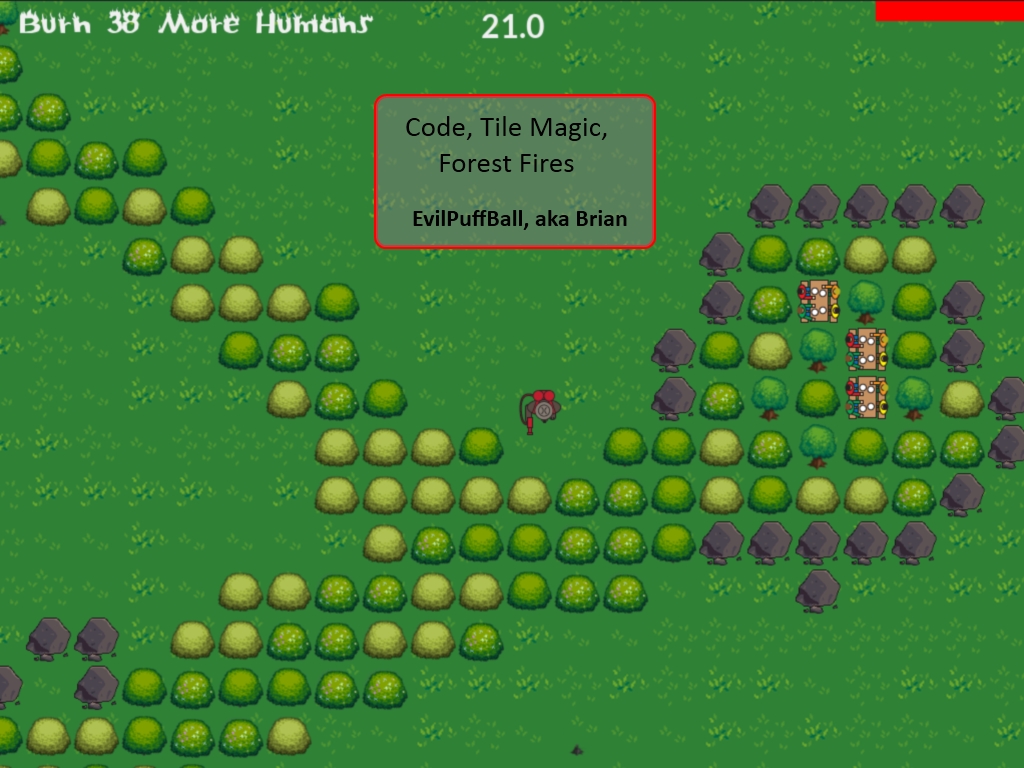 Burn 38 More Humans
21.0
Code, Tile Magic,
Forest Fires
EvilPuffBall, aka Brian